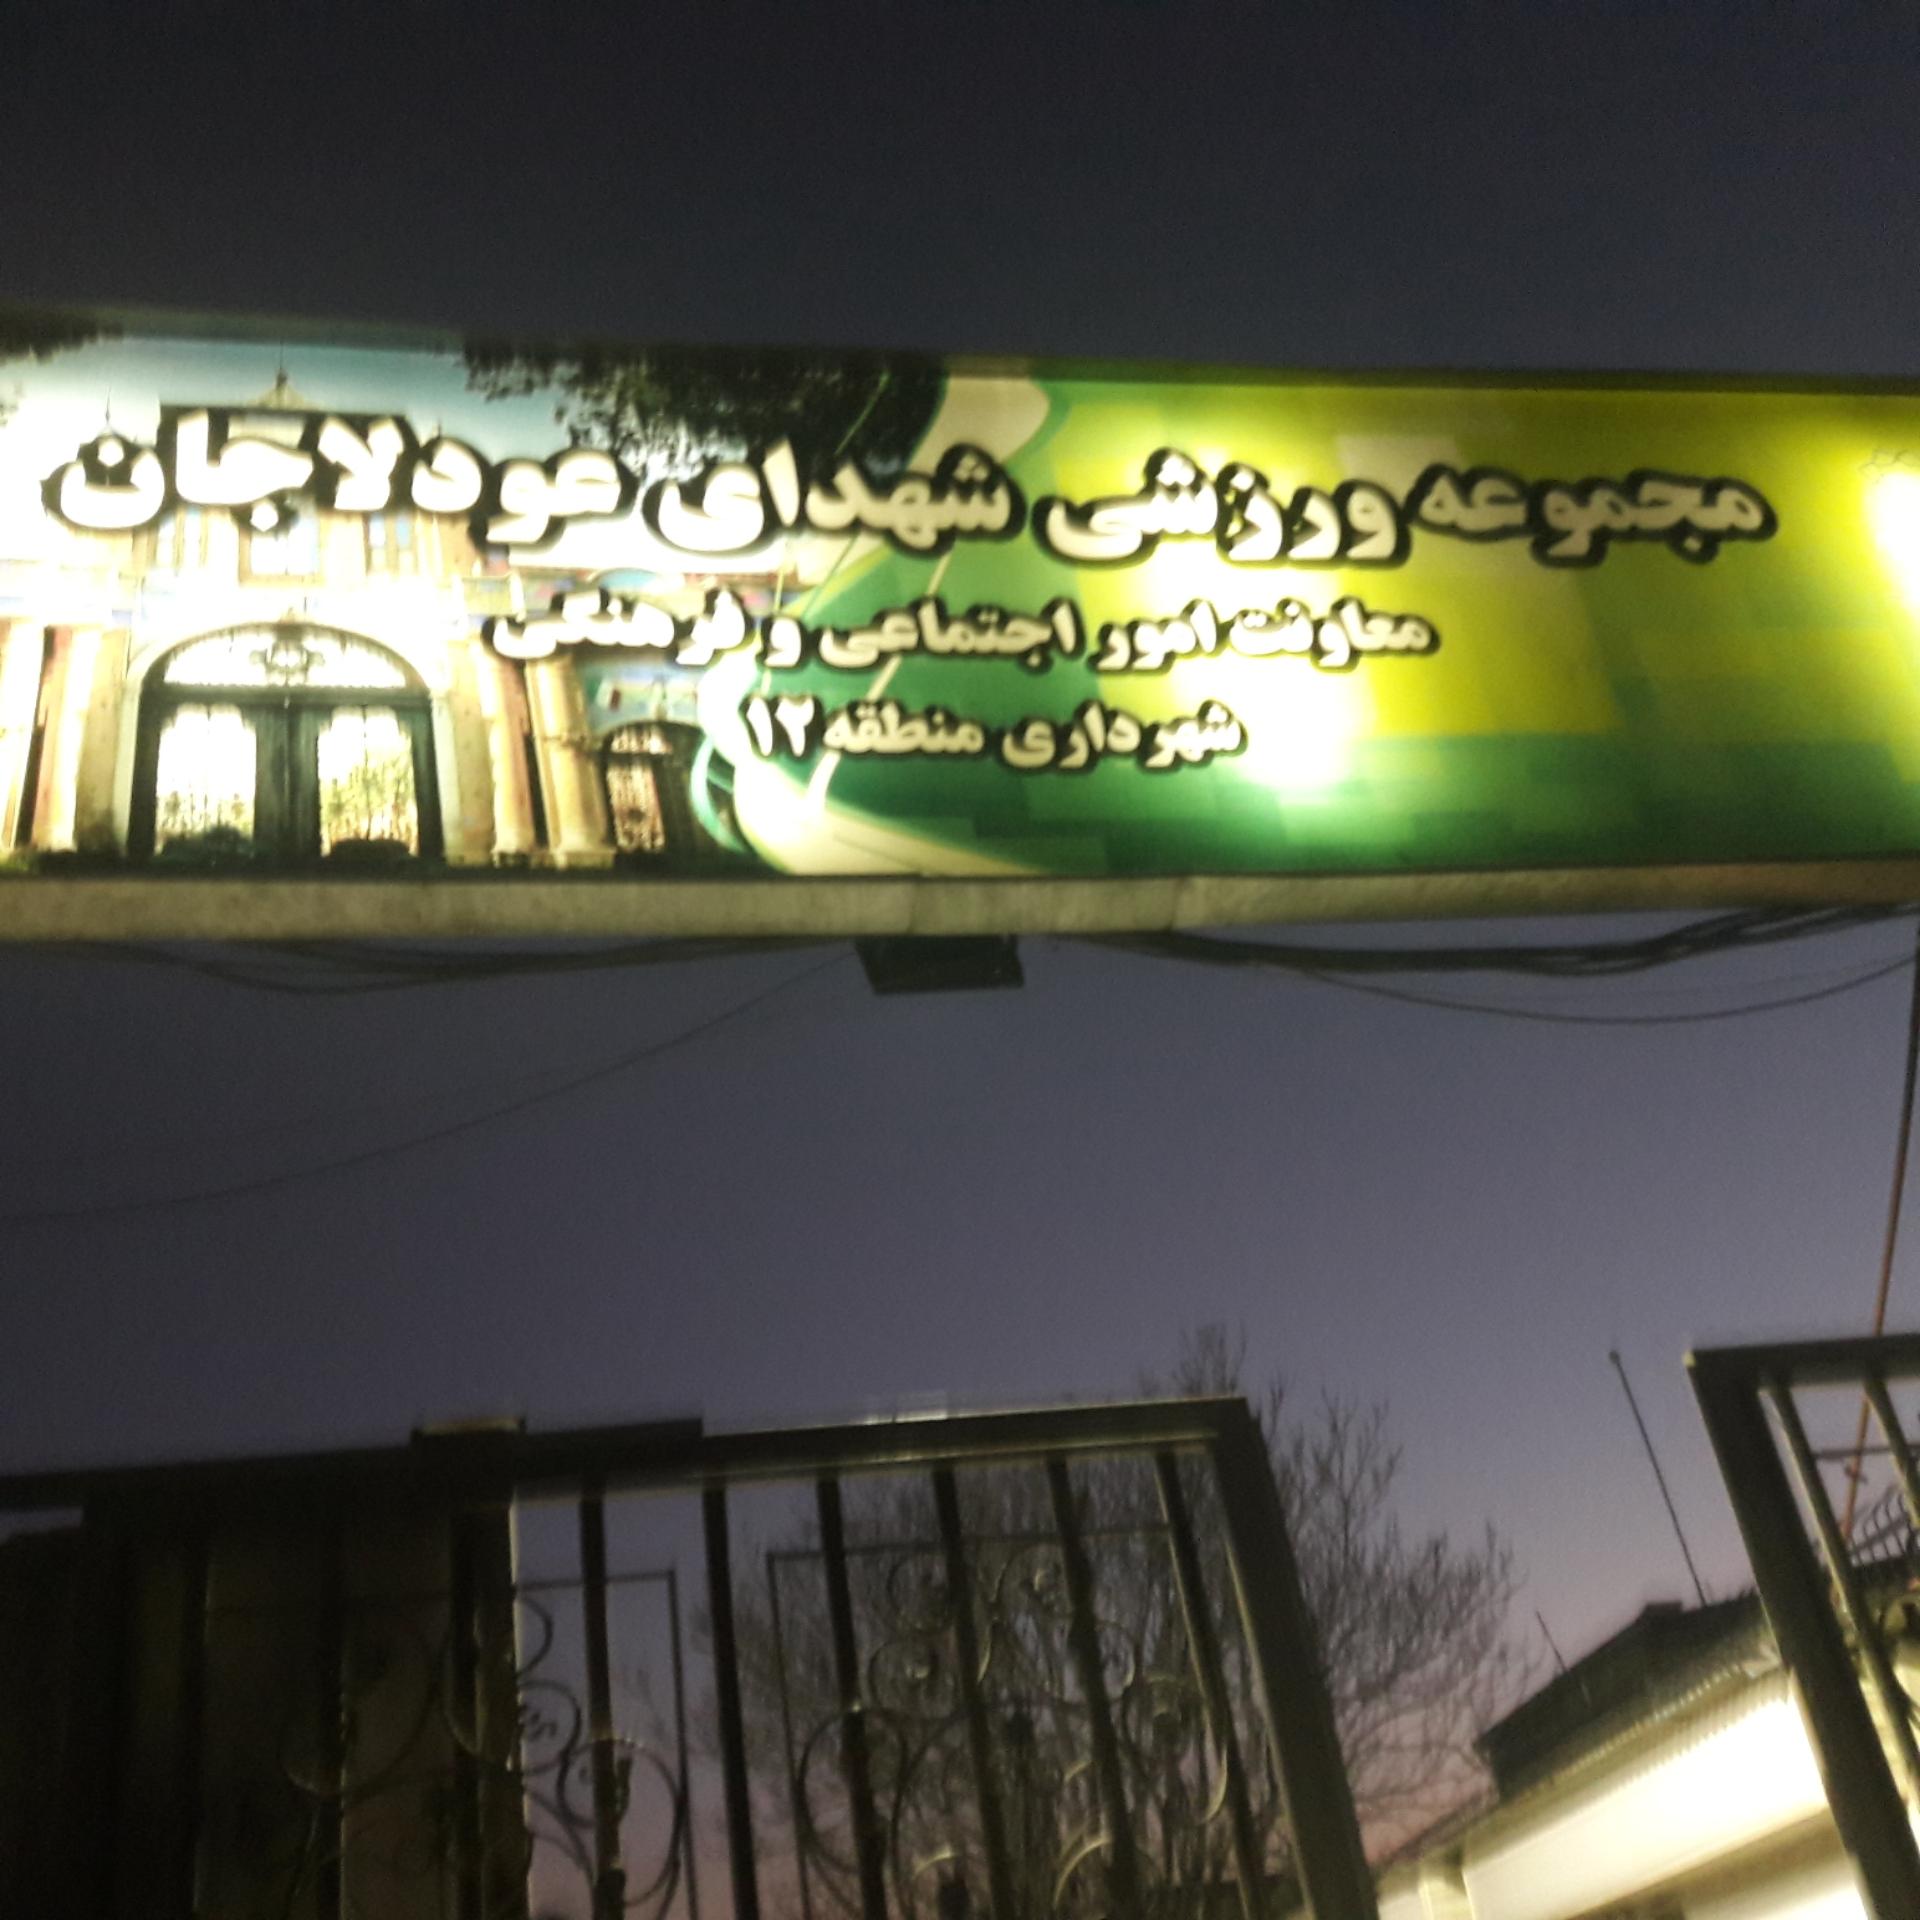 مجموعه ورزشی شهدای عودلاجان
معاونت امور اجتماعی و فرهنگی
شهرداری منطقه ۱۲